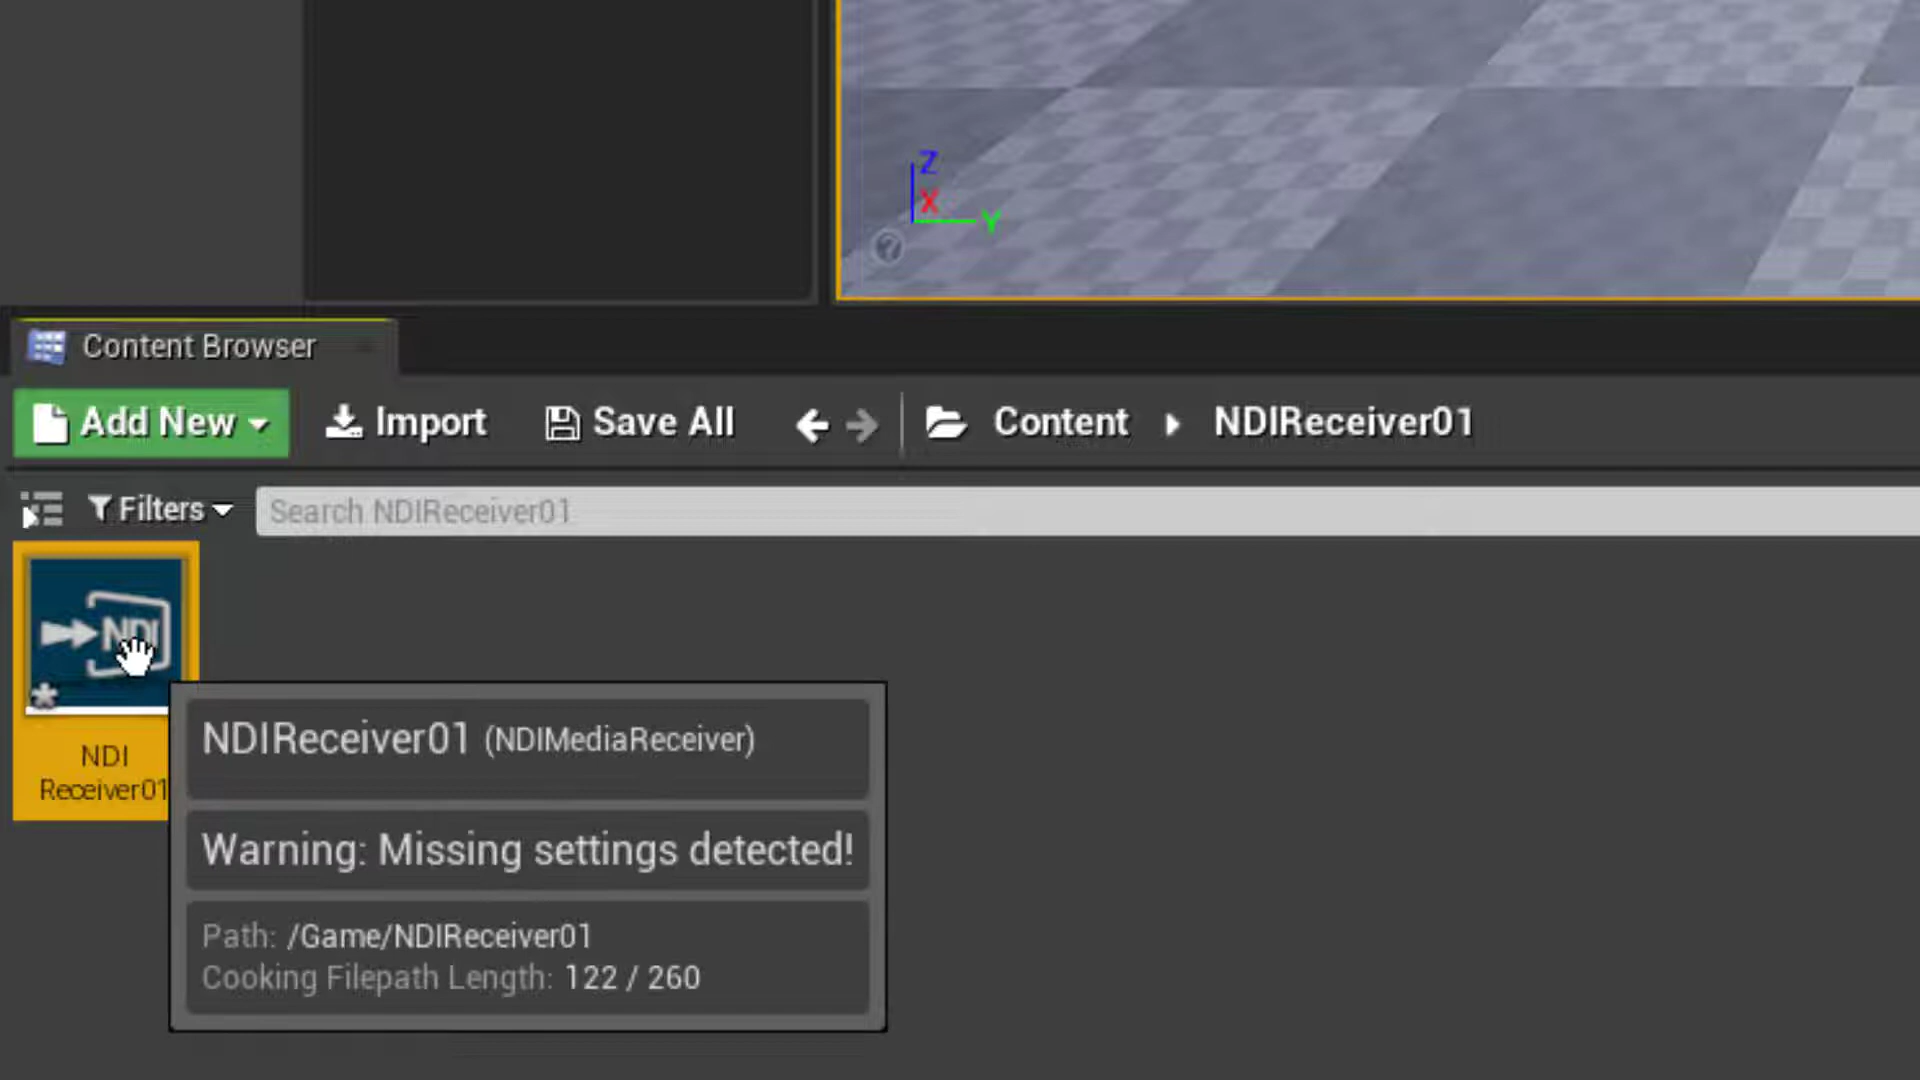 Z
X
Y
?
Content Browser
Add New Import Save All Content NDIReceiver01
Filters Search NDIReceiver01
NDI
NDI
Receiver01
NDIReceiver01 (NDIMediaReceiver)
Warning: Missing settings detected!
Path: /Game/NDIReceiver01
Cooking Filepath Length: 122 / 260